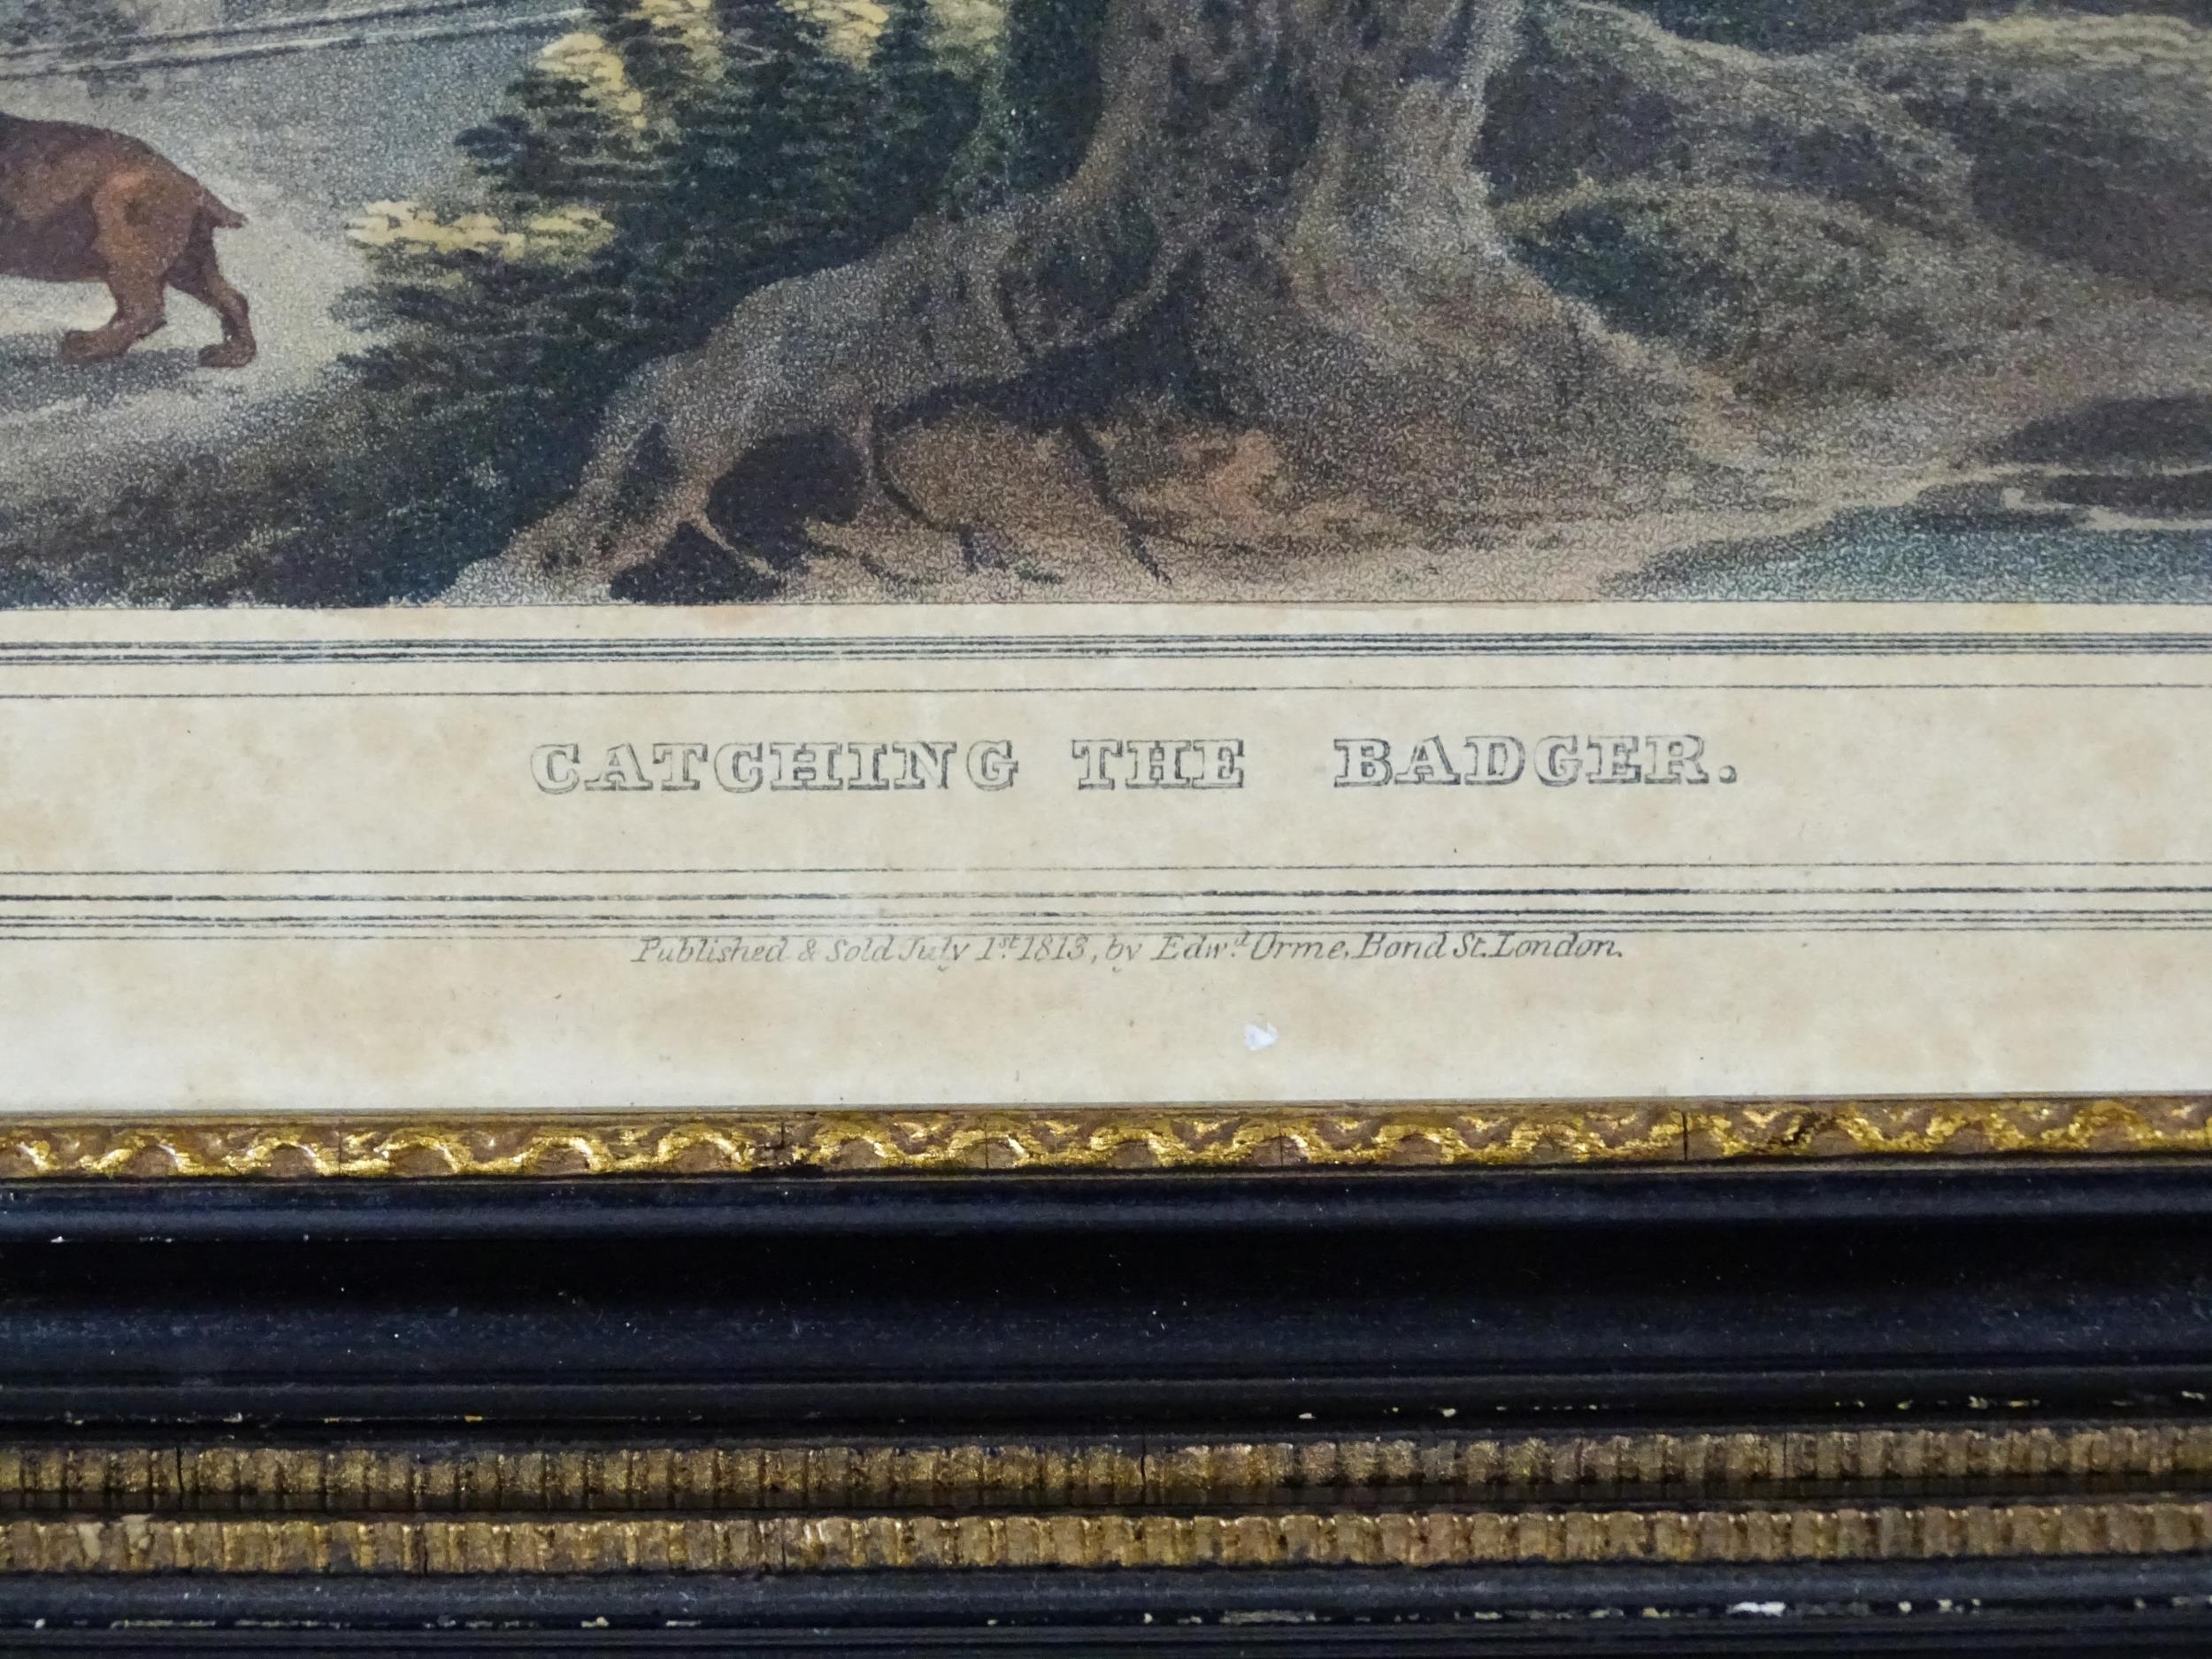 CATCHING THE BADGER.
Published & Sold July 1st 1813, by Edwd Orme, Bond St. London.